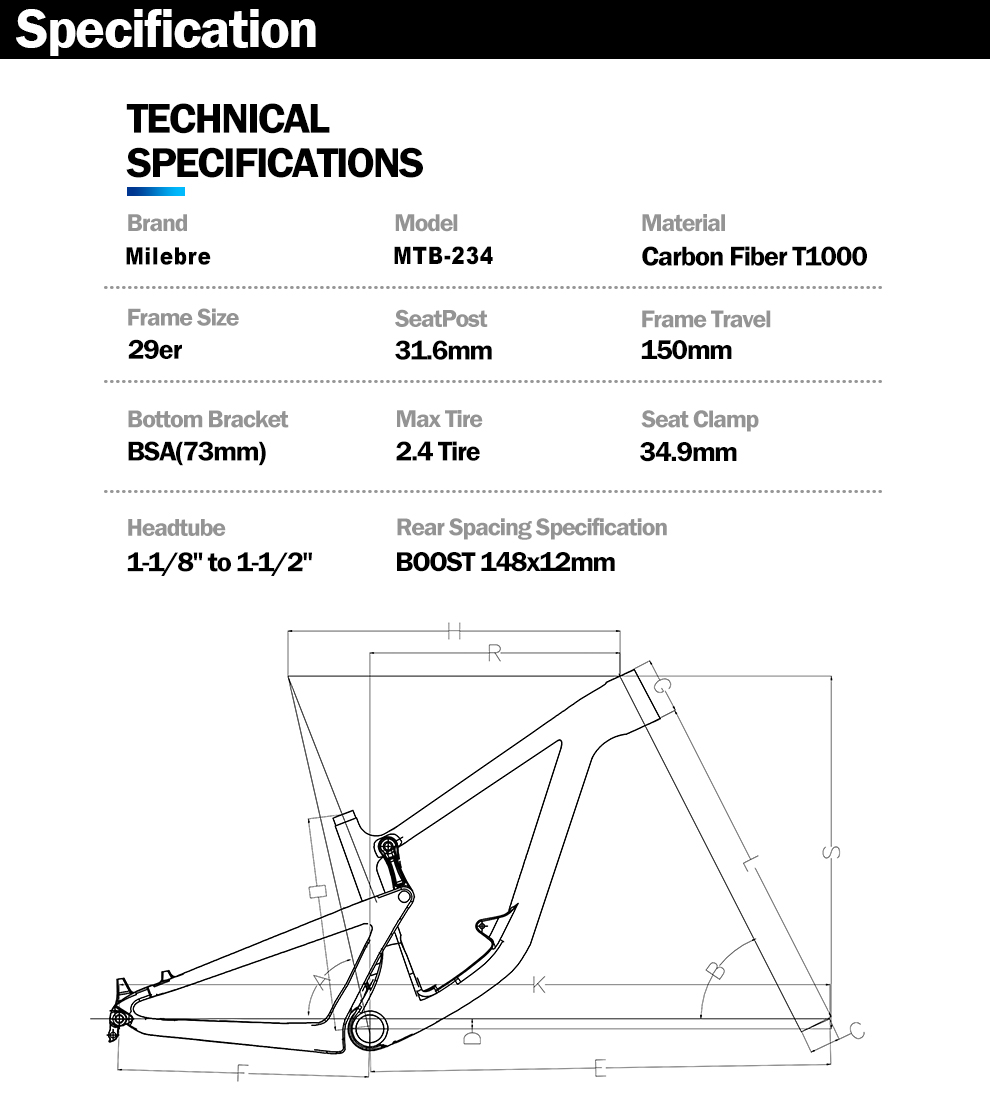 Specification
TECHNICAL
SPECIFICATIONS
Brand Model Material
Milebre MTB-234 Carbon Fiber T1000
Frame Size SeatPost Frame Travel
29er 31.6mm 150mm
Bottom Bracket Max Tire Seat Clamp
BSA(73mm) 2.4 Tire 34.9mm
Headtube Rear Spacing Specification
1-1/8" to 1-1/2" BOOST 148x12mm
H
R
G
S
L
D
A
B
K
D
C
F
E